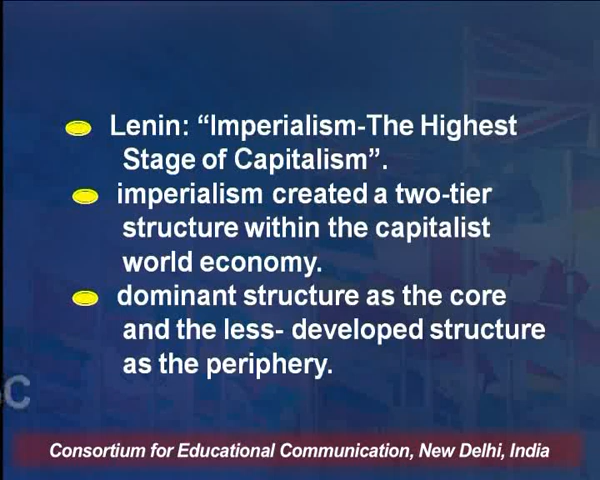 Lenin: “Imperialism-The Highest
Stage of Capitalism”.
imperialism created a two-tier
structure within the capitalist
world economy.
dominant structure as the core
and the less- developed structure
as the periphery.
C
Consortium for Educational Communication, New Delhi, India